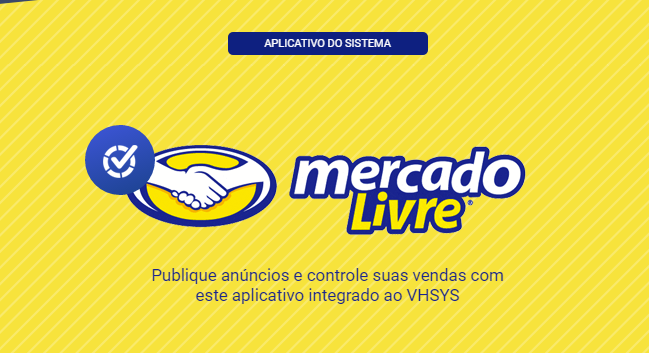 APLICATIVO DO SISTEMA
mercado
Livre®
Publique anúncios e controle suas vendas com
este aplicativo integrado ao VHSYS